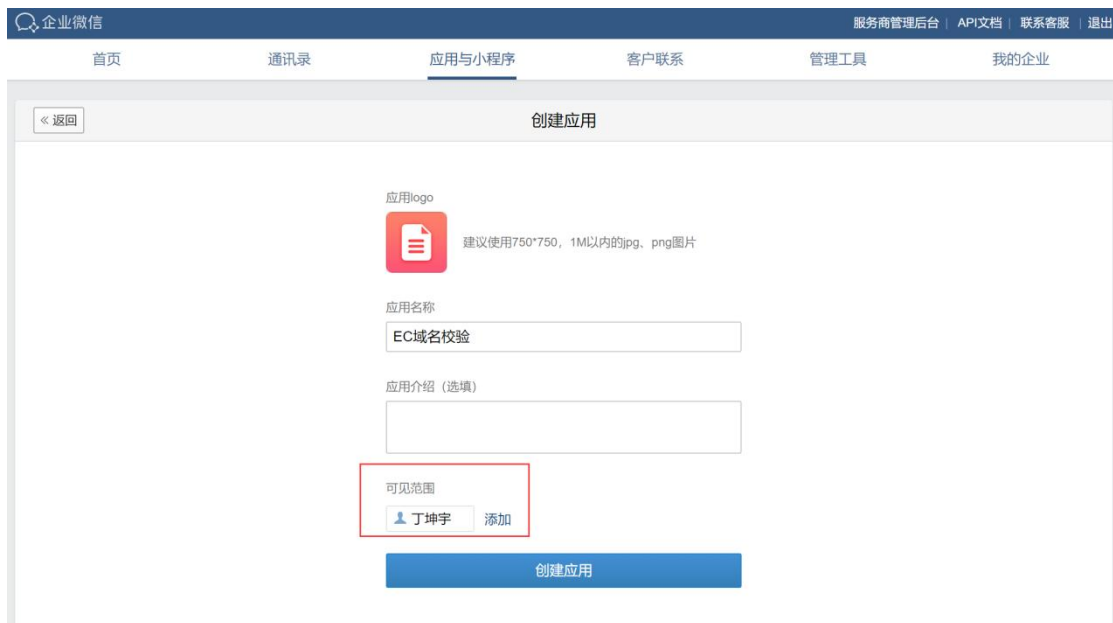 企业微信
服务商管理后台 | API文档 | 联系客服 | 退出
首页 通讯录 应用与小程序 客户联系 管理工具 我的企业
« 返回
创建应用
应用logo
建议使用750*750，1M以内的jpg、png图片
应用名称
EC域名校验
应用介绍（选填）
可见范围
丁坤宇 添加
创建应用